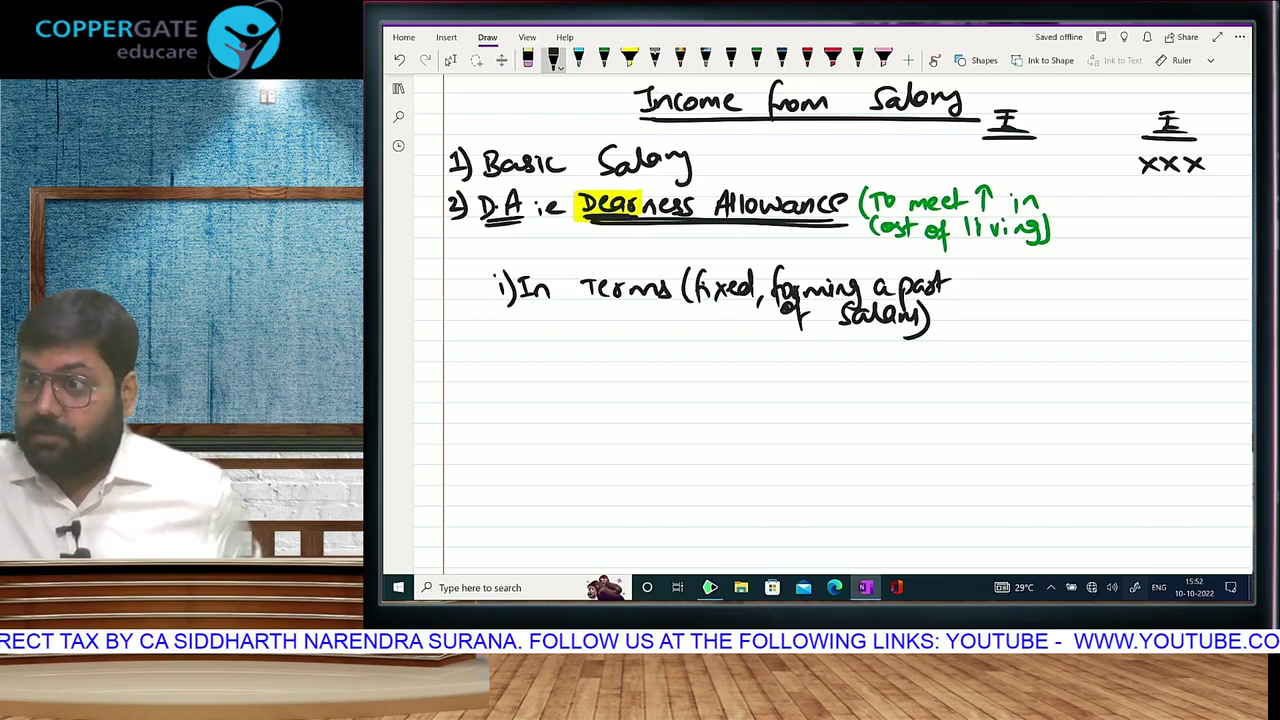 COPPERGATE
educare
Home Insert Draw View Help
Saved offline
Share
Shapes
Ink to Shape
Ink to Text
Ruler
Income from Salary
I I
1) Basic Salary xxx
2) D.A ie Dearness Allowance (To meet ↑ in
cost of living)
i) In Terms (fixed, forming a part
of salary)
Type here to search
29°C
ENG
15:52
10-10-2022
RECT TAX BY CA SIDDHARTH NARENDRA SURANA. FOLLOW US AT THE FOLLOWING LINKS: YOUTUBE - WWW.YOUTUBE.CO